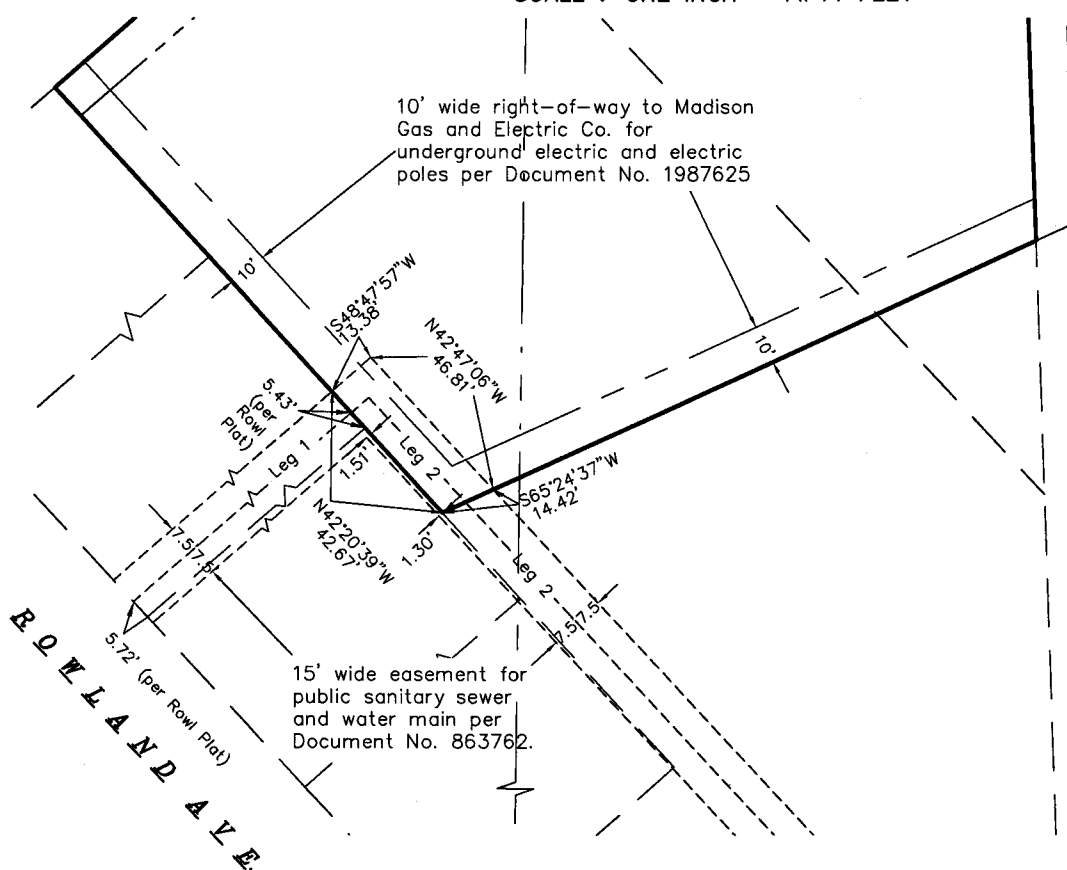 10' wide right-of-way to Madison
Gas and Electric Co. for
underground electric and electric
poles per Document No. 1987625
10'
S48°47'57"W
13.38'
N42°47'06"W
46.81'
10'
5.43'
(per
Rowl
Plat)
Leg 1
Leg 2
1.51'
S65°24'37"W
14.42'
N42°20'39"W
42.67'
1.30'
Leg 2
7.5'
7.5'
7.5'
7.5'
5.72' (per Rowl Plat)
15' wide easement for
public sanitary sewer
and water main per
Document No. 863762.
ROWLAND AVE.